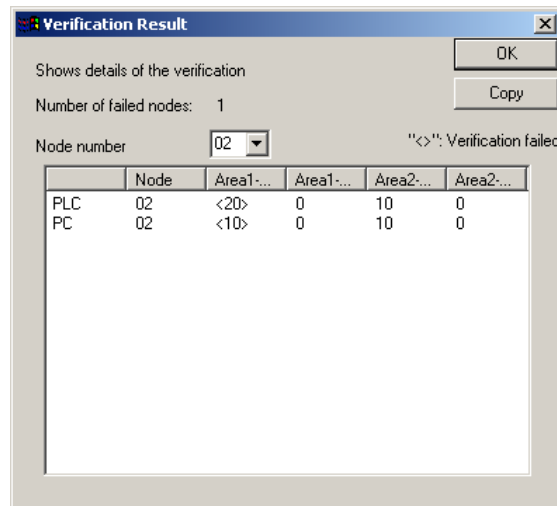 Verification Result
OK
Shows details of the verification
Copy
Number of failed nodes: 1
Node number 02 "<>": Verification failed
Node Area1-... Area1-... Area2-... Area2-...
PLC 02 <20> 0 10 0
PC 02 <10> 0 10 0